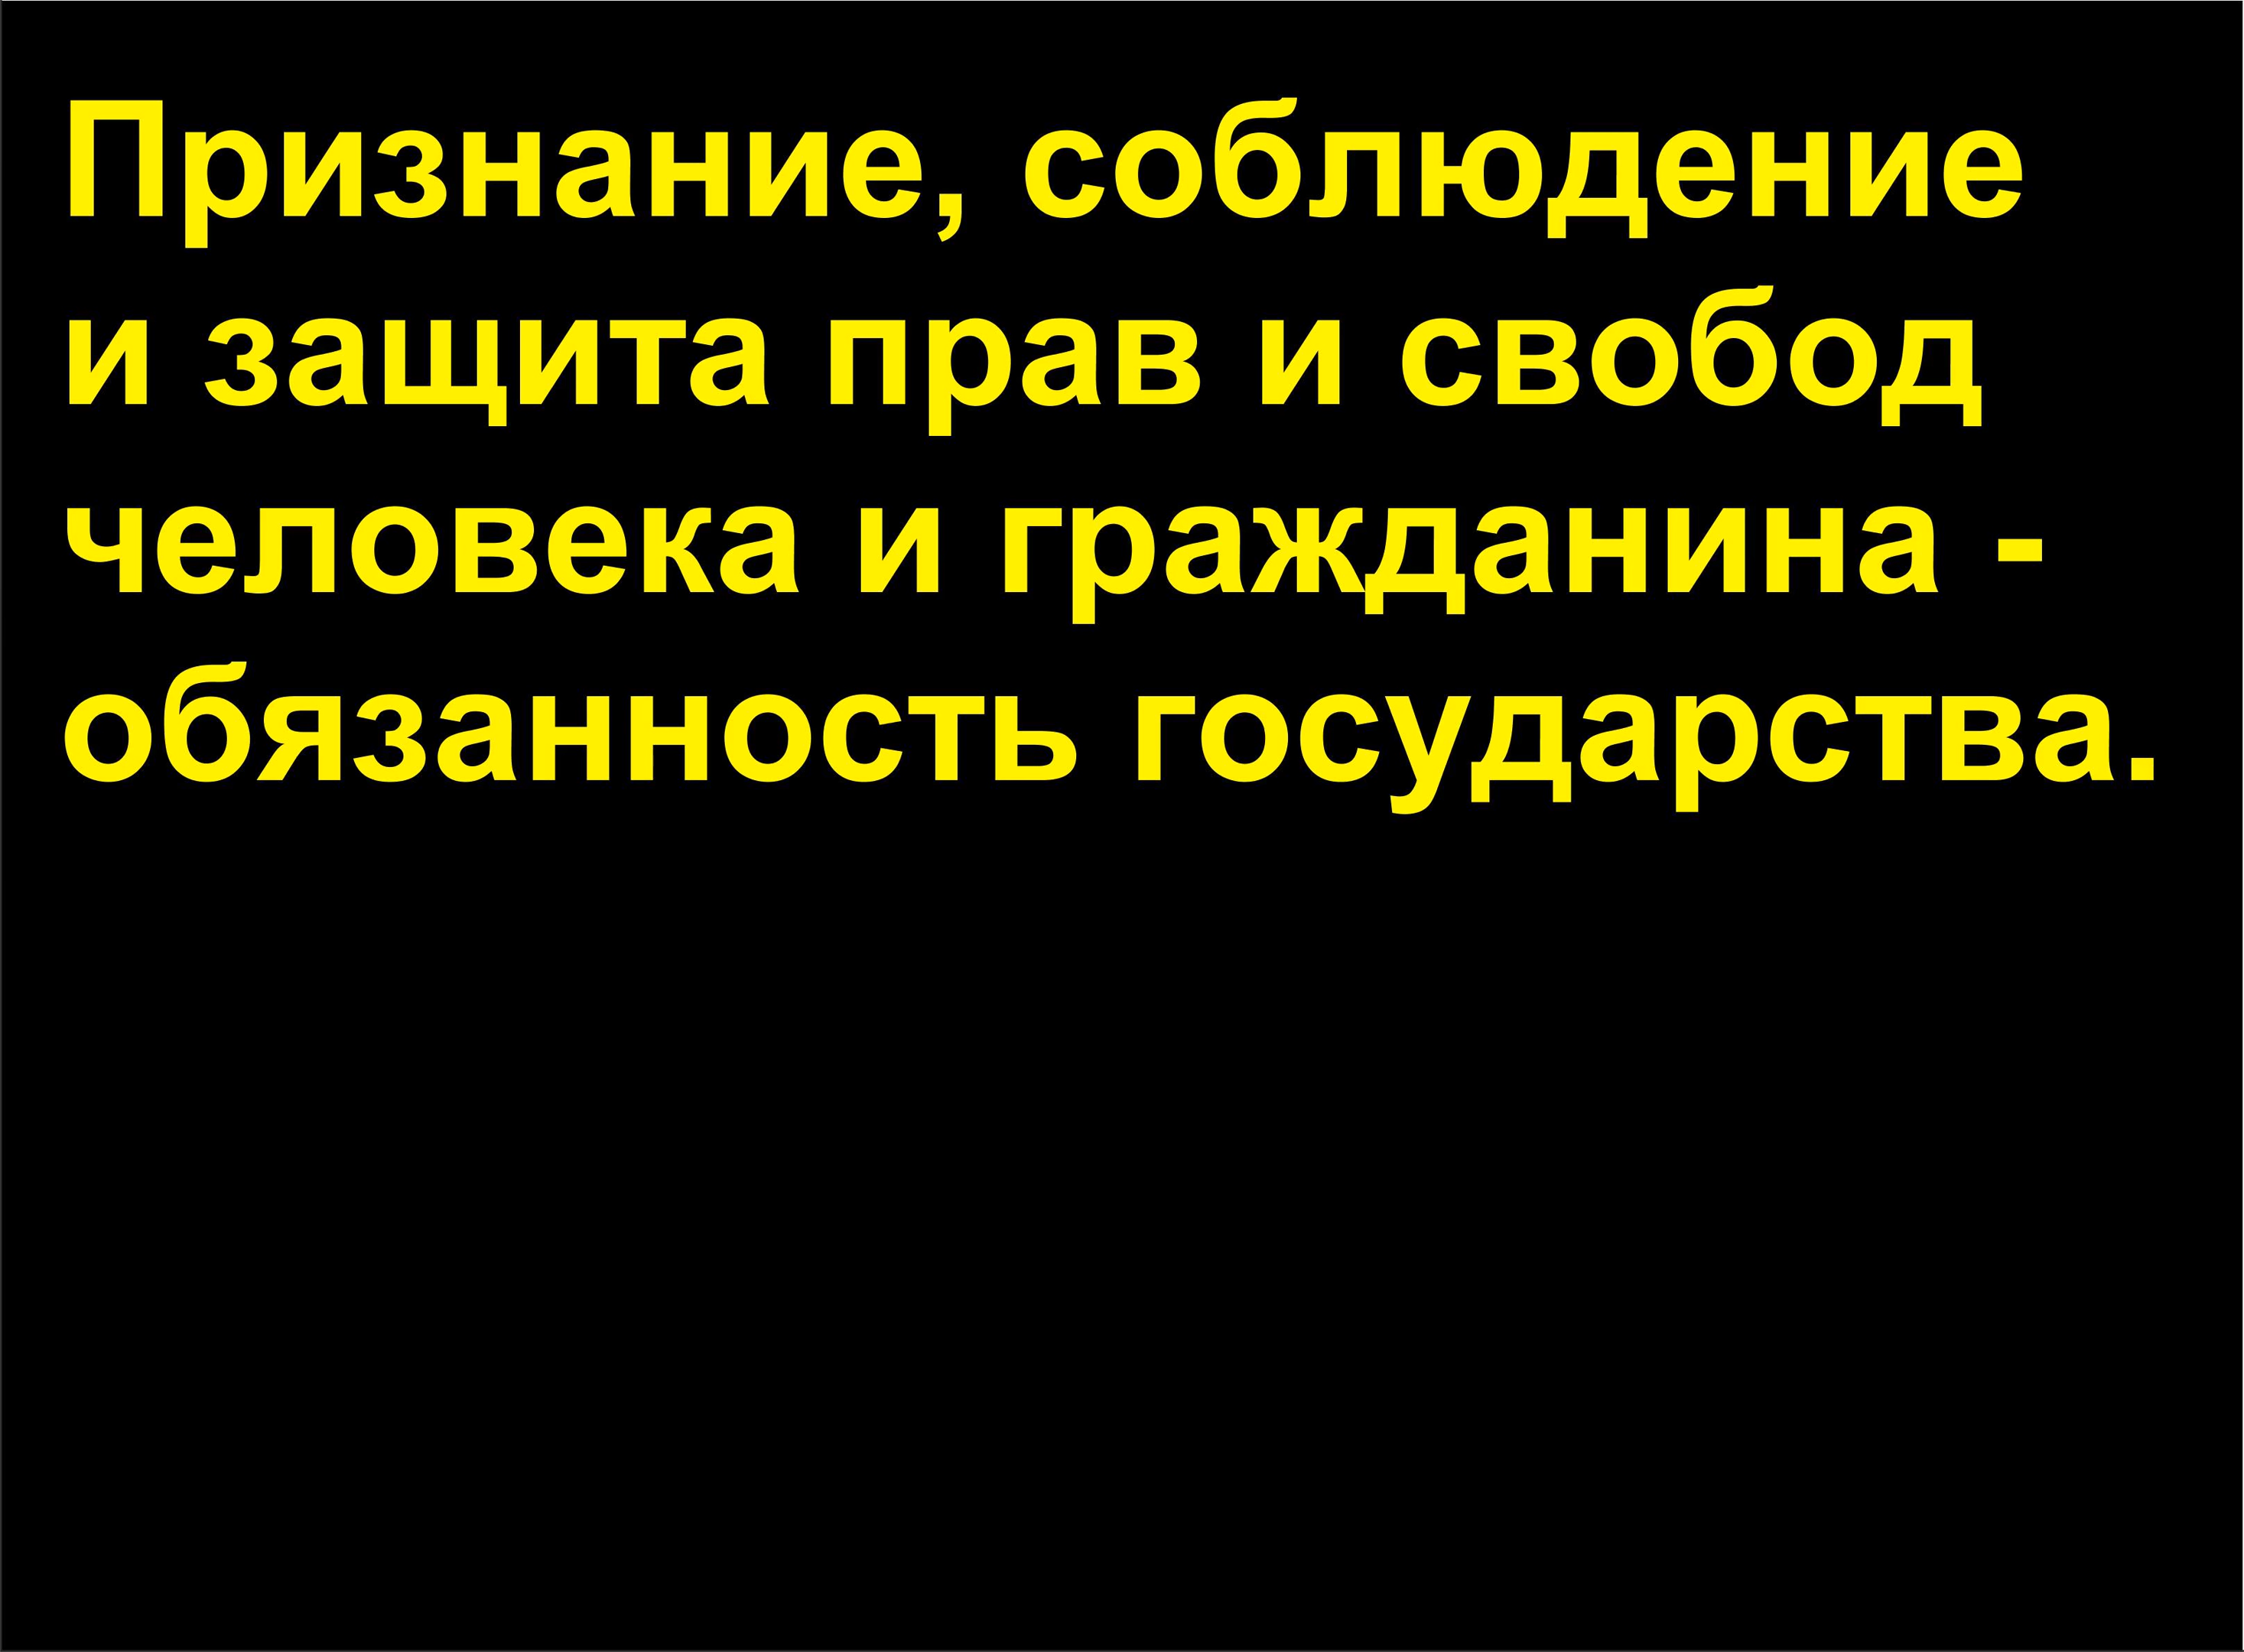 Признание, соблюдение
и защита прав и свобод
человека и гражданина -
обязанность государства.